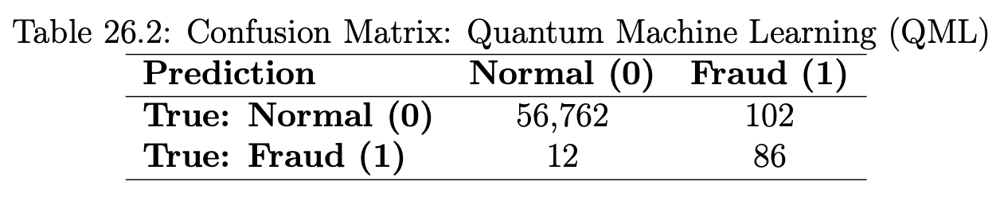 Table 26.2: Confusion Matrix: Quantum Machine Learning (QML)
Prediction Normal (0) Fraud (1)
True: Normal (0) 56,762 102
True: Fraud (1) 12 86